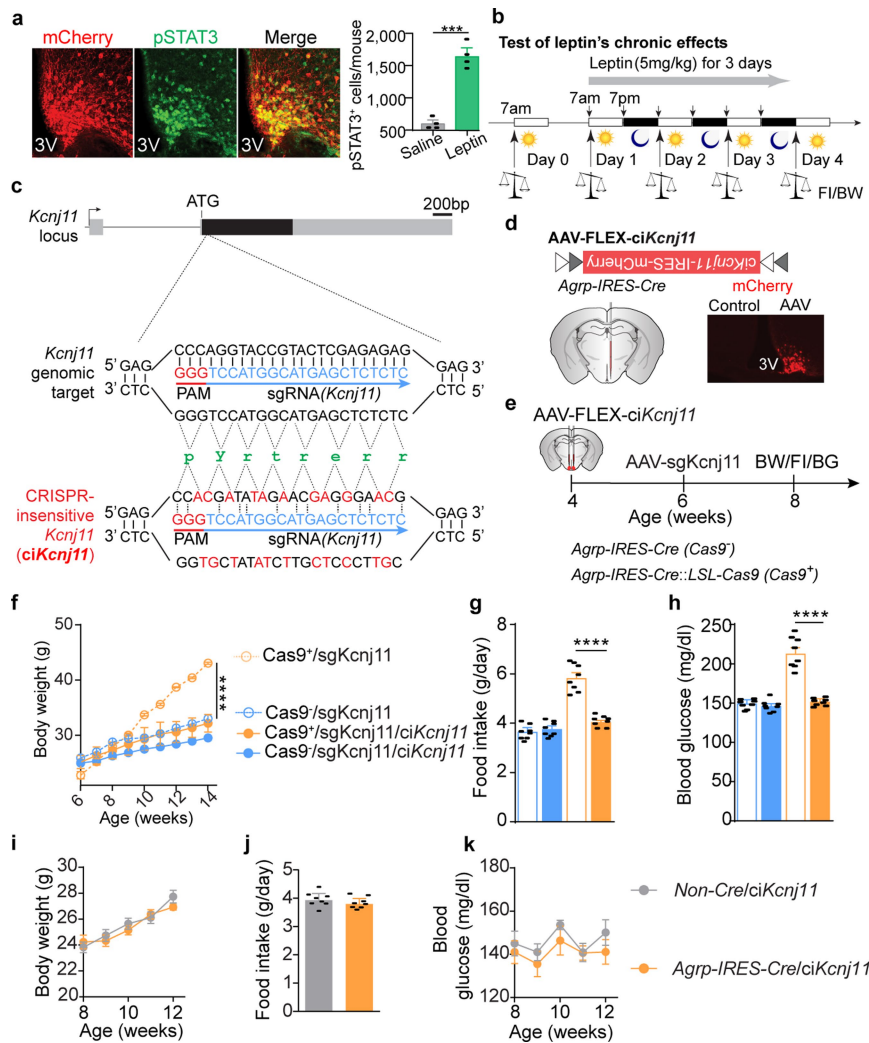 a
mCherry
pSTAT3
Merge
3V
3V
3V
pSTAT3⁺ cells/mouse
2,000
1,500
1,000
500
***
Saline
Leptin
b
Test of leptin's chronic effects
Leptin (5mg/kg) for 3 days
7am
7am
7pm
Day 0
Day 1
Day 2
Day 3
Day 4
FI/BW
c
Kcnj11
locus
ATG
200bp
Kcnj11
genomic
target
5'
3'
GAG
CTC
CCCAGGTACCGTACTCGAGAGAG
GGGTCCATGGCATGAGCTCTCTC
PAM
sgRNA(Kcnj11)
GGGTCCATGGCATGAGCTCTCTC
GAG
CTC
3'
5'
p y r t r e r r
CRISPR-
insensitive
Kcnj11
(ciKcnj11)
5'
3'
GAG
CTC
CCACGATATAGAACGAGGGAACG
GGGTCCATGGCATGAGCTCTCTC
PAM
sgRNA(Kcnj11)
GGTGCTATATCTTGCTCCCTTGC
GAG
CTC
3'
5'
d
AAV-FLEX-ciKcnj11
ciKcnj11-IRES-mCherry
Agrp-IRES-Cre
mCherry
Control
AAV
3V
e
AAV-FLEX-ciKcnj11
AAV-sgKcnj11
BW/FI/BG
4
6
8
Age (weeks)
Agrp-IRES-Cre (Cas9⁻)
Agrp-IRES-Cre::LSL-Cas9 (Cas9⁺)
f
Body weight (g)
50
40
30
6
8
10
12
14
Age (weeks)
****
Cas9⁺/sgKcnj11
Cas9⁻/sgKcnj11
Cas9⁺/sgKcnj11/ciKcnj11
Cas9⁻/sgKcnj11/ciKcnj11
g
Food intake (g/day)
8
6
4
2
0
****
h
Blood glucose (mg/dl)
250
200
150
100
50
0
****
i
Body weight (g)
28
26
24
22
20
8
10
12
Age (weeks)
j
Food intake (g/day)
5
4
3
2
1
0
k
Blood
glucose (mg/dl)
180
160
140
120
8
10
12
Age (weeks)
Non-Cre/ciKcnj11
Agrp-IRES-Cre/ciKcnj11